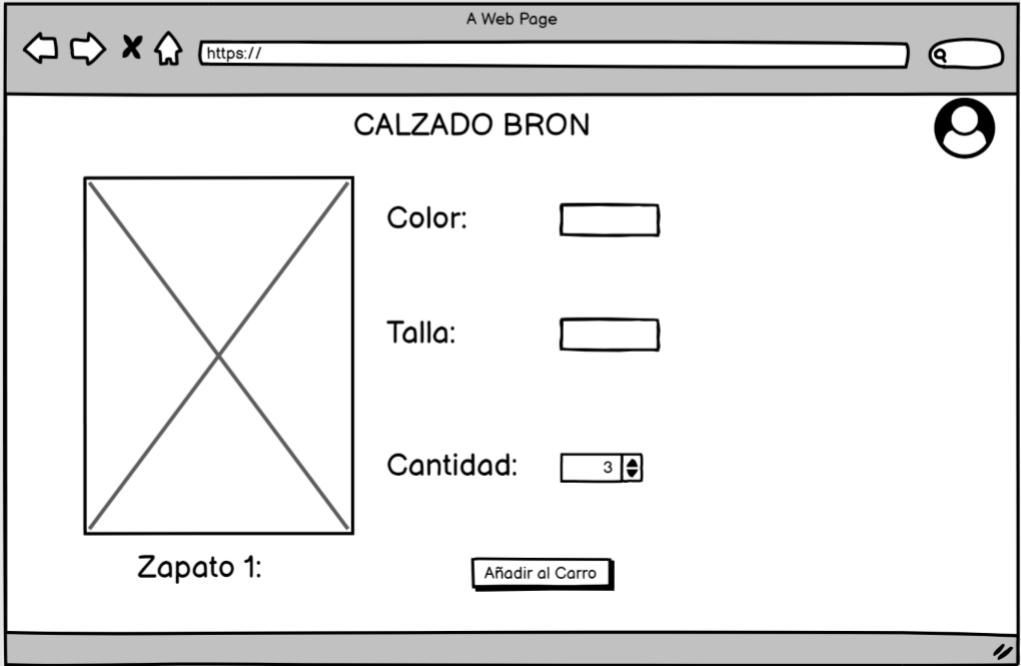 A Web Page
https://
CALZADO BRON
Color:
Talla:
Cantidad:
3
Zapato 1:
Añadir al Carro